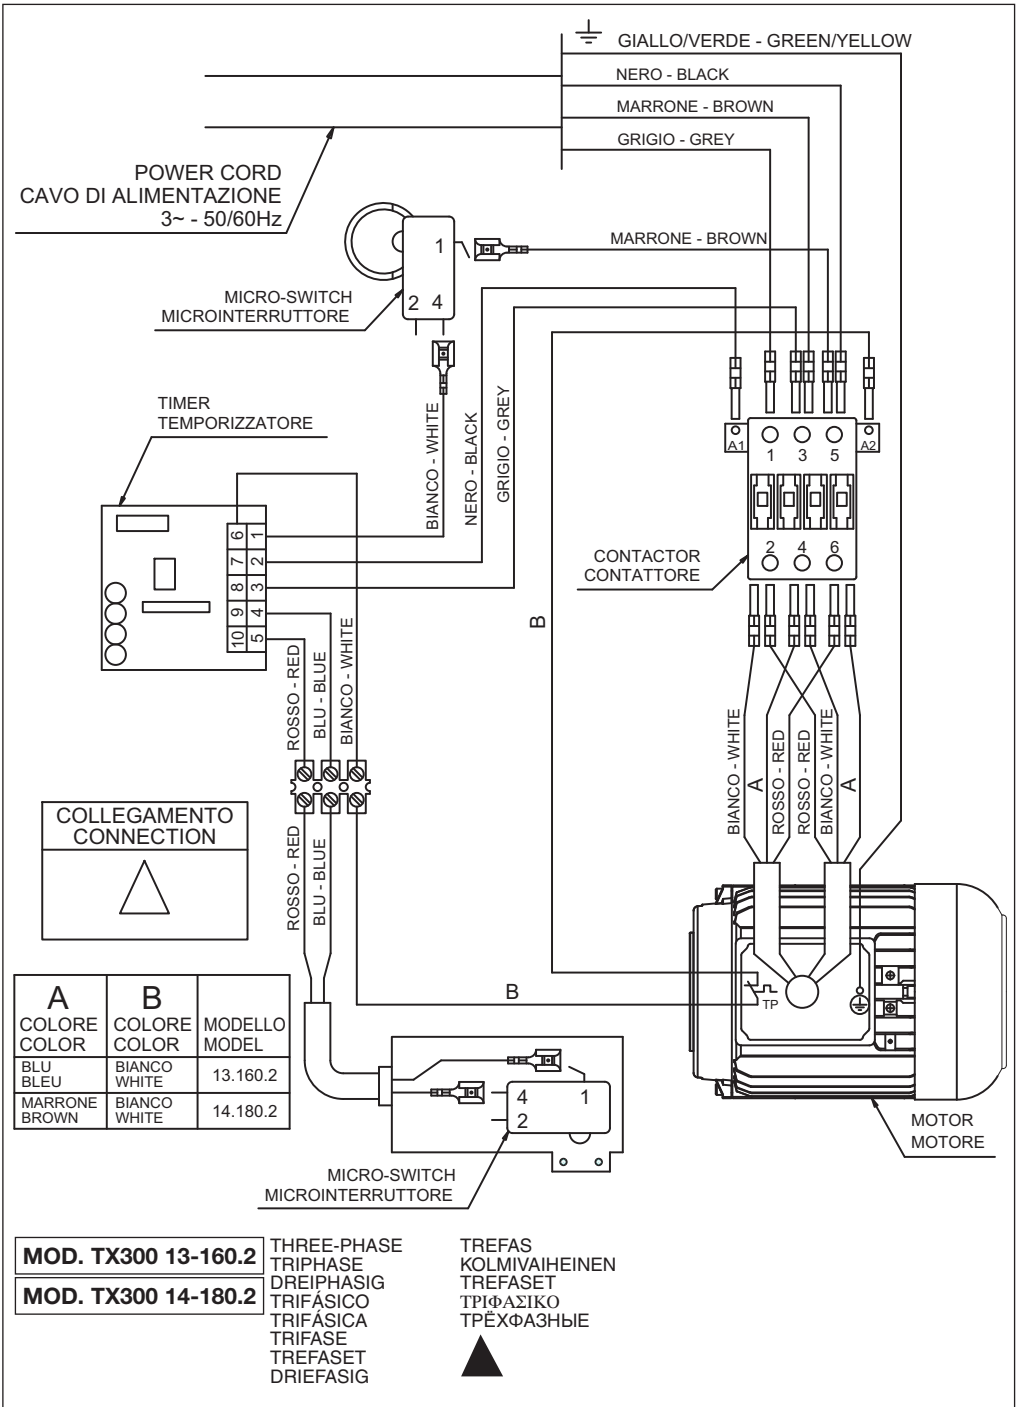 GIALLO/VERDE - GREEN/YELLOW
NERO - BLACK
MARRONE - BROWN
GRIGIO - GREY
POWER CORD
CAVO DI ALIMENTAZIONE
3~ - 50/60Hz
MARRONE - BROWN
1
2 4
MICRO-SWITCH
MICROINTERRUTTORE
TIMER
TEMPORIZZATORE
BIANCO - WHITE
NERO - BLACK
GRIGIO - GREY
A1
1 3 5
A2
2 4 6
CONTACTOR
CONTATTORE
6 1
7 2
8 3
9 4
10 5
B
ROSSO - RED
BLU - BLUE
BIANCO - WHITE
BIANCO - WHITE
A
ROSSO - RED
ROSSO - RED
BIANCO - WHITE
A
COLLEGAMENTO
CONNECTION
ROSSO - RED
BLU - BLUE
B
TP
A B
COLORE COLORE MODELLO
COLOR COLOR MODEL
BLU BIANCO 13.160.2
BLEU WHITE
MARRONE BIANCO 14.180.2
BROWN WHITE
4 1
2
MOTOR
MOTORE
MICRO-SWITCH
MICROINTERRUTTORE
MOD. TX300 13-160.2
MOD. TX300 14-180.2
THREE-PHASE
TRIPHASE
DREIPHASIG
TRIFÁSICO
TRIFÁSICA
TRIFASE
TREFASET
DRIEFASIG
TREFAS
KOLMIVAIHEINEN
TREFASET
ΤΡΙΦΑΣΙΚΟ
ТРЁХФАЗНЫЕ